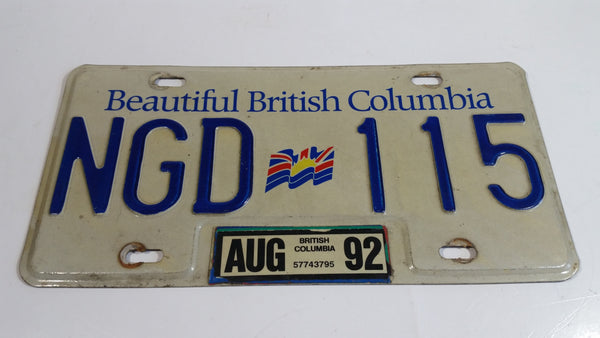 Beautiful British Columbia
NGD 115
AUG BRITISH COLUMBIA 92
57743795